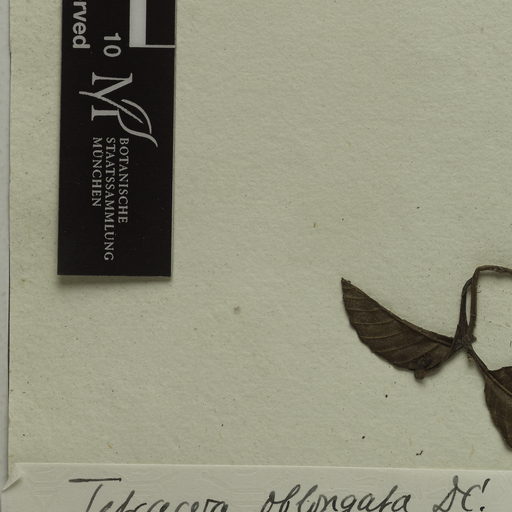 rved
10
M
BOTANISCHE
STAATSSAMMLUNG
MÜNCHEN
Tetracera oblongata DC!